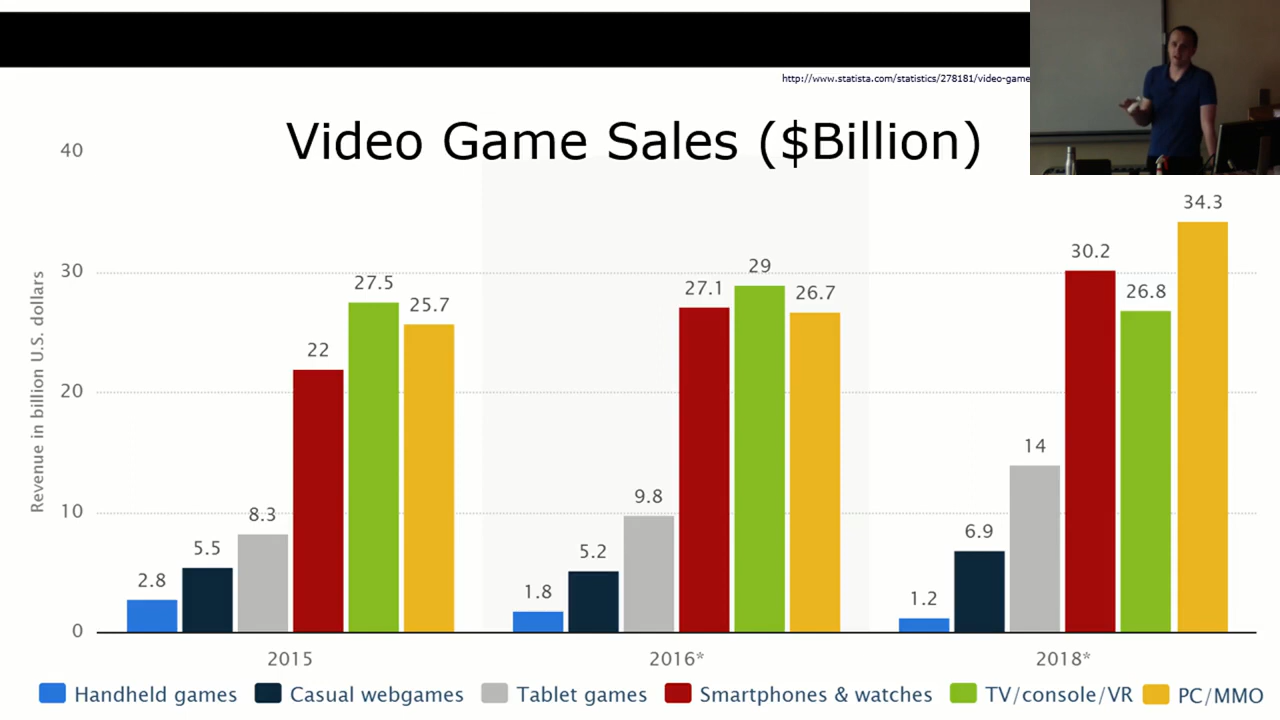 http://www.statista.com/statistics/278181/video-game
Video Game Sales ($Billion)
Revenue in billion U.S. dollars
40
30
20
10
0
2.8
5.5
8.3
22
27.5
25.7
1.8
5.2
9.8
27.1
29
26.7
1.2
6.9
14
30.2
26.8
34.3
2015
2016*
2018*
Handheld games
Casual webgames
Tablet games
Smartphones & watches
TV/console/VR
PC/MMO